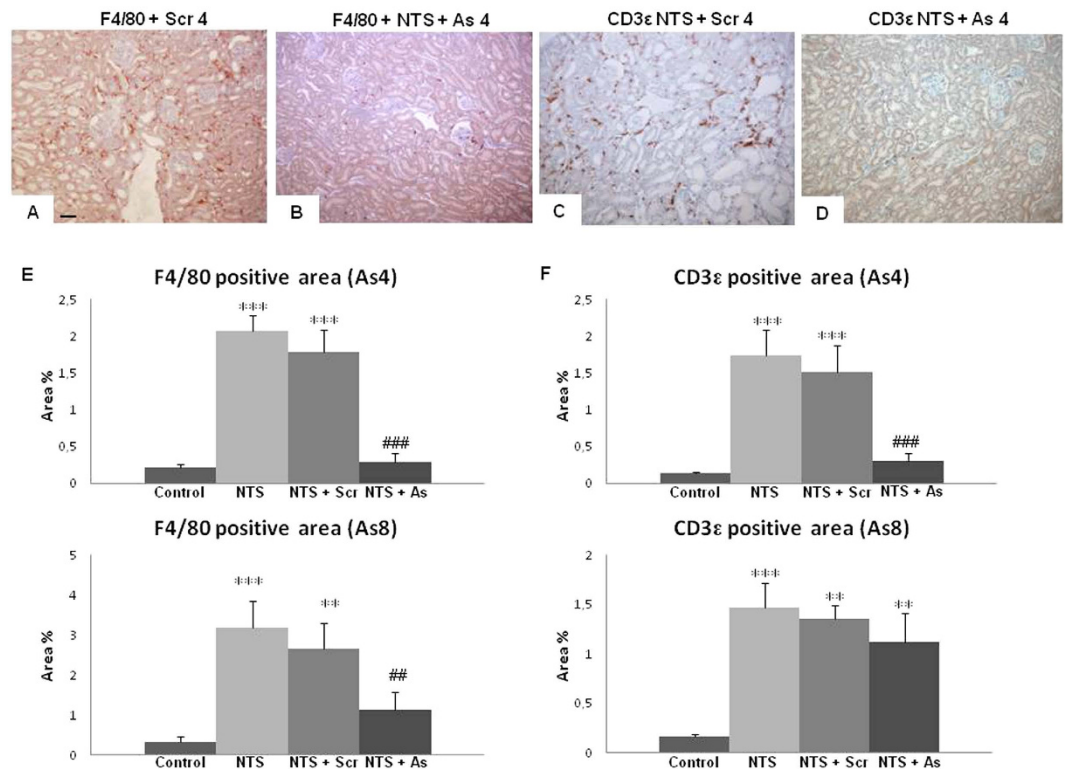 F4/80 + Scr 4
F4/80 + NTS + As 4
CD3ε NTS + Scr 4
CD3ε NTS + As 4
A
B
C
D
E
F4/80 positive area (As4)
2,5
2
1,5
1
0,5
0
Area %
***
***
###
Control NTS NTS + Scr NTS + As
F
CD3ε positive area (As4)
2,5
2
1,5
1
0,5
0
Area %
***
***
###
Control NTS NTS + Scr NTS + As
F4/80 positive area (As8)
5
4
3
2
1
0
Area %
***
**
##
Control NTS NTS + Scr NTS + As
CD3ε positive area (As8)
2
1,5
1
0,5
0
Area %
***
**
**
Control NTS NTS + Scr NTS + As